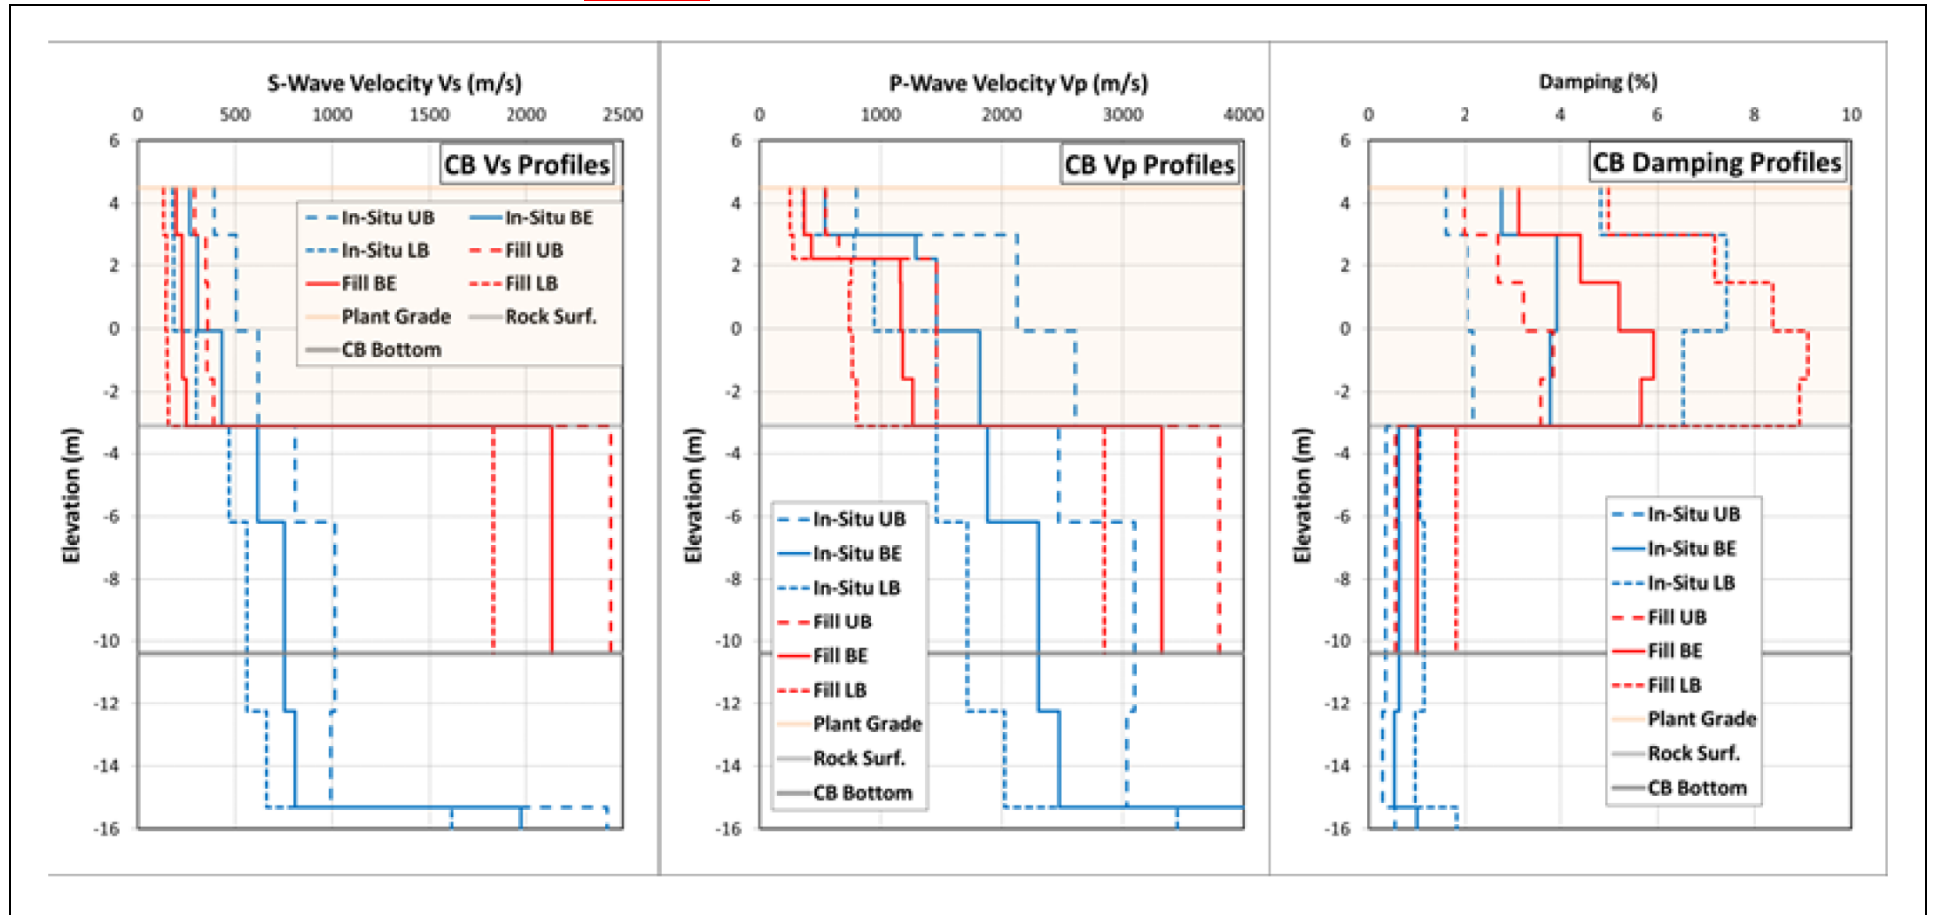 S-Wave Velocity Vs (m/s)
0 500 1000 1500 2000 2500
CB Vs Profiles
In-Situ UB In-Situ BE
In-Situ LB Fill UB
Fill BE Fill LB
Plant Grade Rock Surf.
CB Bottom
Elevation (m)
6
4
2
0
-2
-4
-6
-8
-10
-12
-14
-16
P-Wave Velocity Vp (m/s)
0 1000 2000 3000 4000
CB Vp Profiles
Elevation (m)
6
4
2
0
-2
-4
-6
-8
-10
-12
-14
-16
In-Situ UB
In-Situ BE
In-Situ LB
Fill UB
Fill BE
Fill LB
Plant Grade
Rock Surf.
CB Bottom
Damping (%)
0 2 4 6 8 10
CB Damping Profiles
Elevation (m)
6
4
2
0
-2
-4
-6
-8
-10
-12
-14
-16
In-Situ UB
In-Situ BE
In-Situ LB
Fill UB
Fill BE
Fill LB
Plant Grade
Rock Surf.
CB Bottom